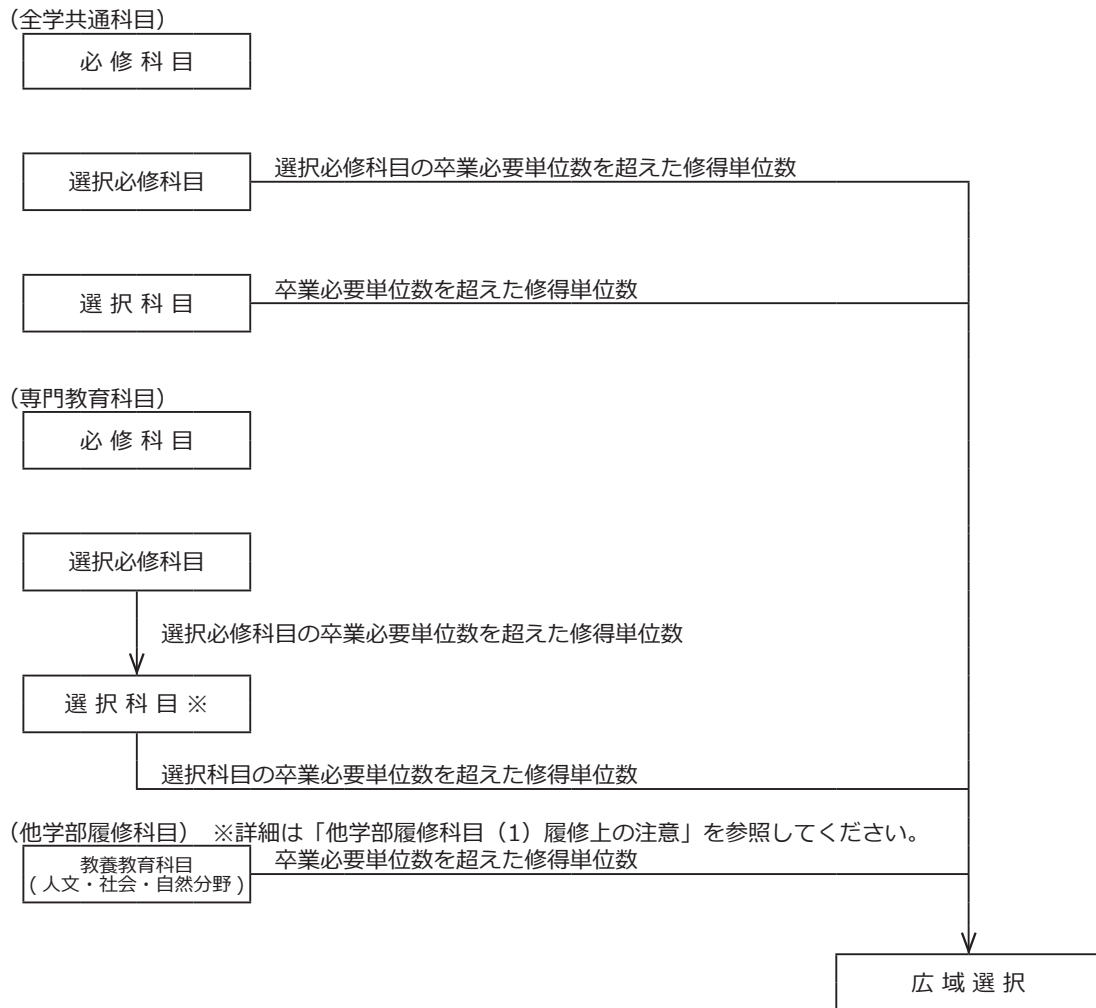 （全学共通科目）
必 修 科 目
選択必修科目
選択必修科目の卒業必要単位数を超えた修得単位数
選 択 科 目
卒業必要単位数を超えた修得単位数
（専門教育科目）
必 修 科 目
選択必修科目
選択必修科目の卒業必要単位数を超えた修得単位数
選 択 科 目 ※
選択科目の卒業必要単位数を超えた修得単位数
（他学部履修科目） ※詳細は「他学部履修科目（1）履修上の注意」を参照してください。
教養教育科目
( 人文・社会・自然分野 )
卒業必要単位数を超えた修得単位数
広 域 選 択